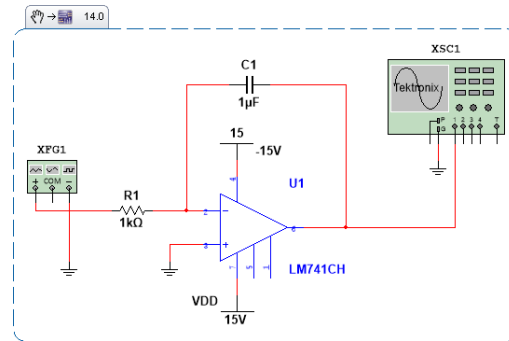 14.0
XSC1
C1
1µF
Tektronix
P
G
1 2 3 4
T
15
-15V
XFG1
+ COM −
U1
4
R1
1kΩ
2
−
6
3
+
7
5
1
LM741CH
VDD
15V